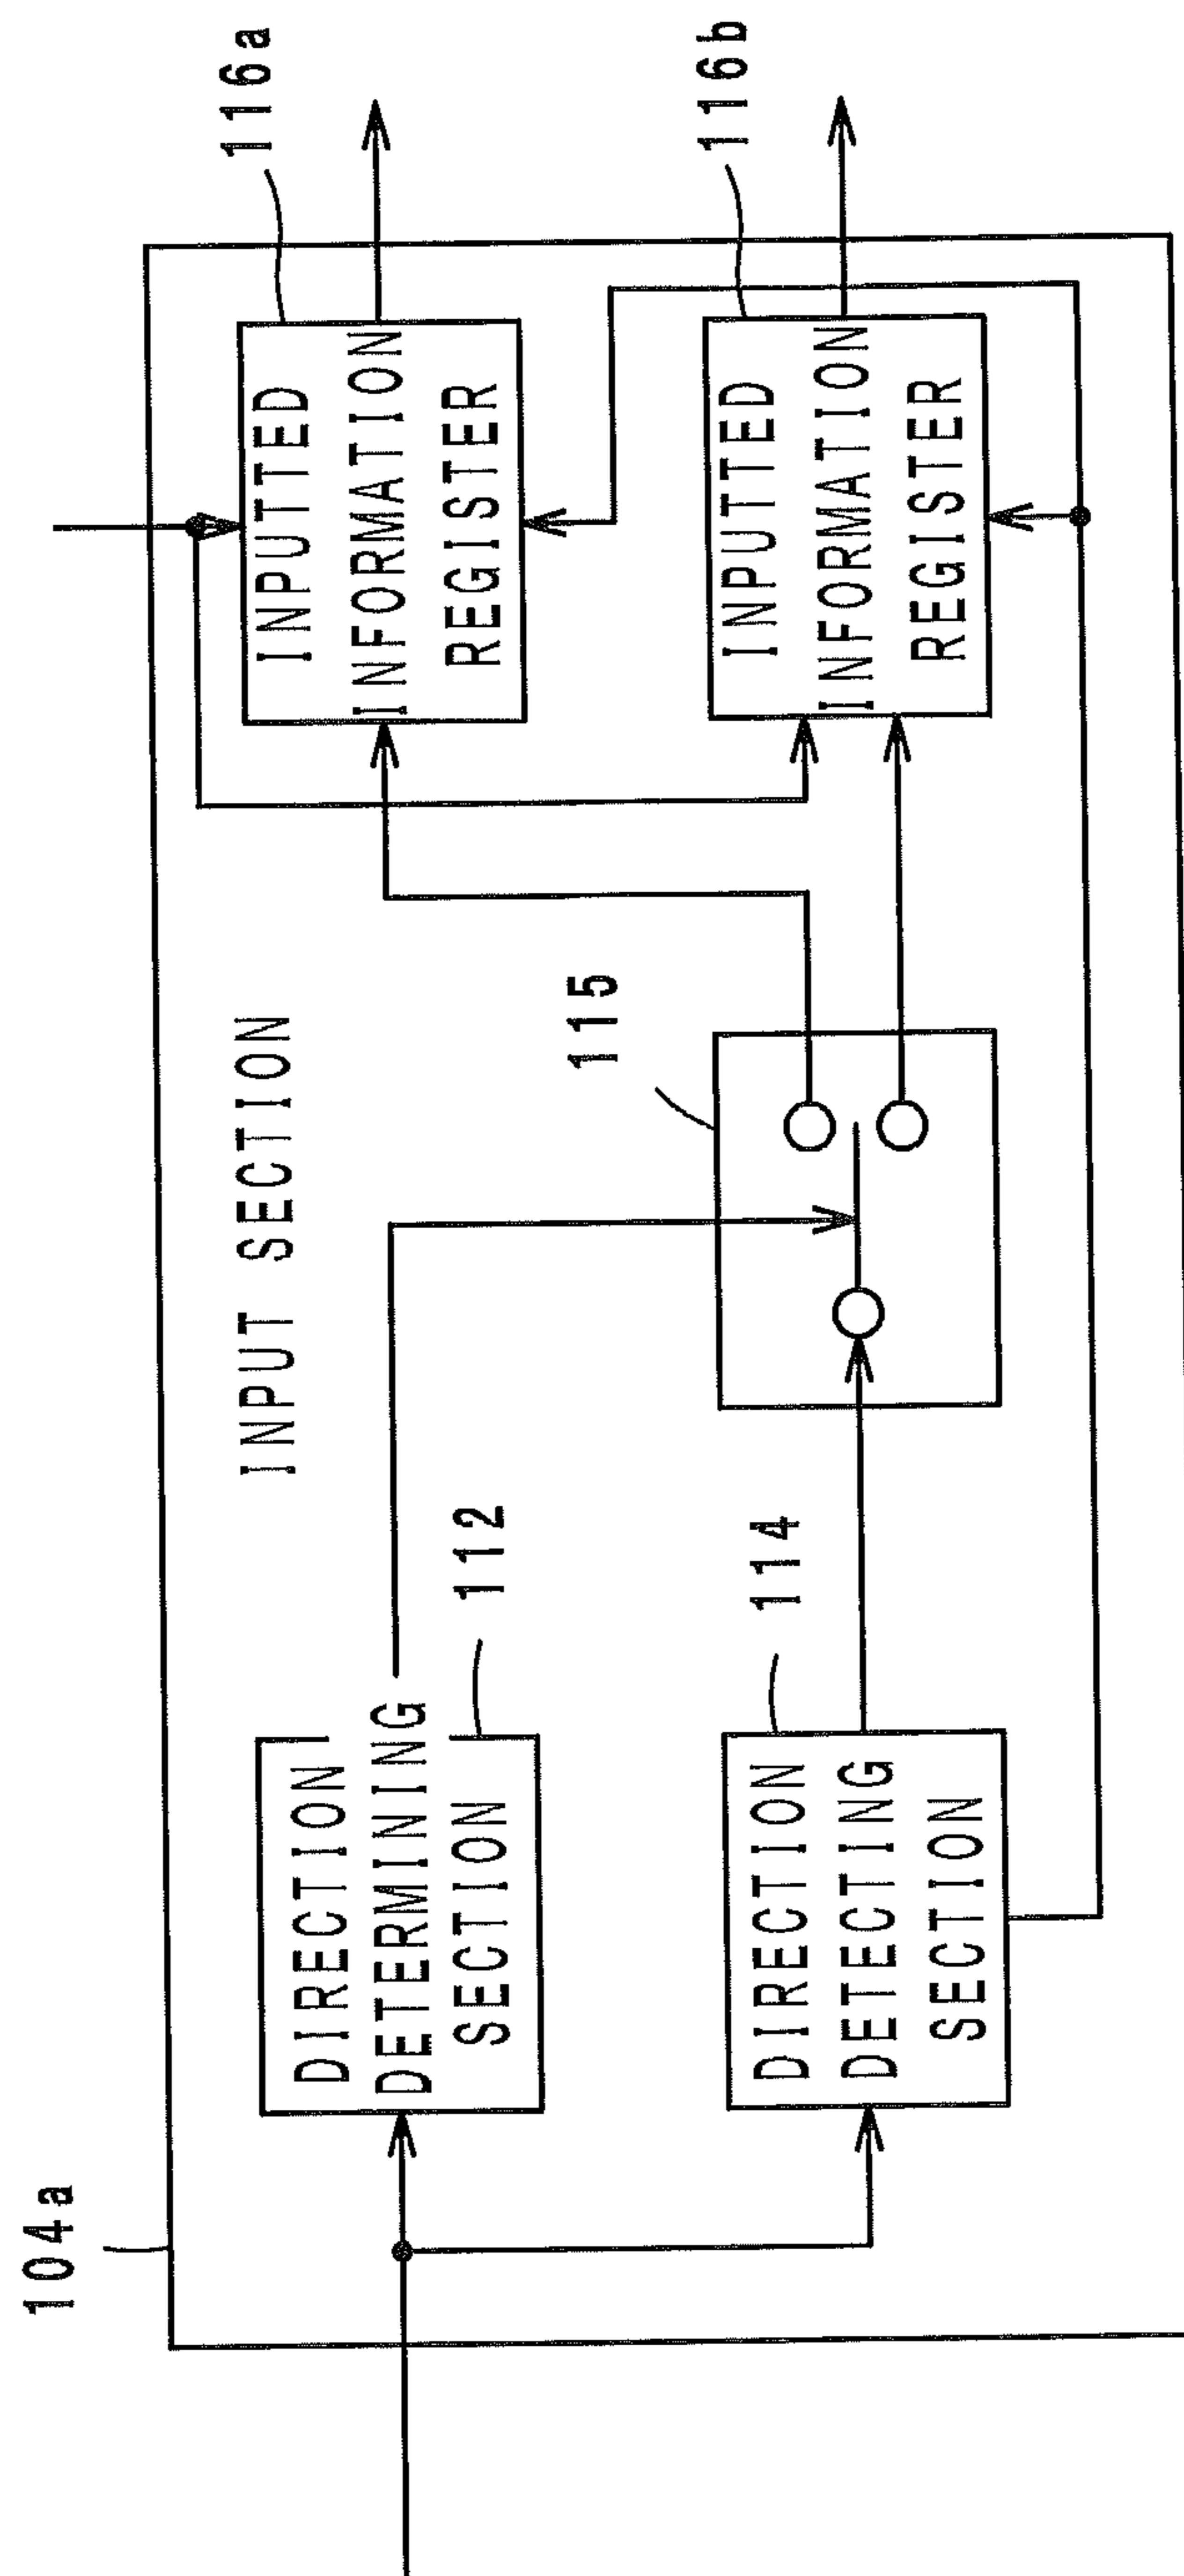 104a
INPUT SECTION
DIRECTION
DETERMINING
SECTION
112
DIRECTION
DETECTING
SECTION
114
115
INPUTTED
INFORMATION
REGISTER
116a
INPUTTED
INFORMATION
REGISTER
116b